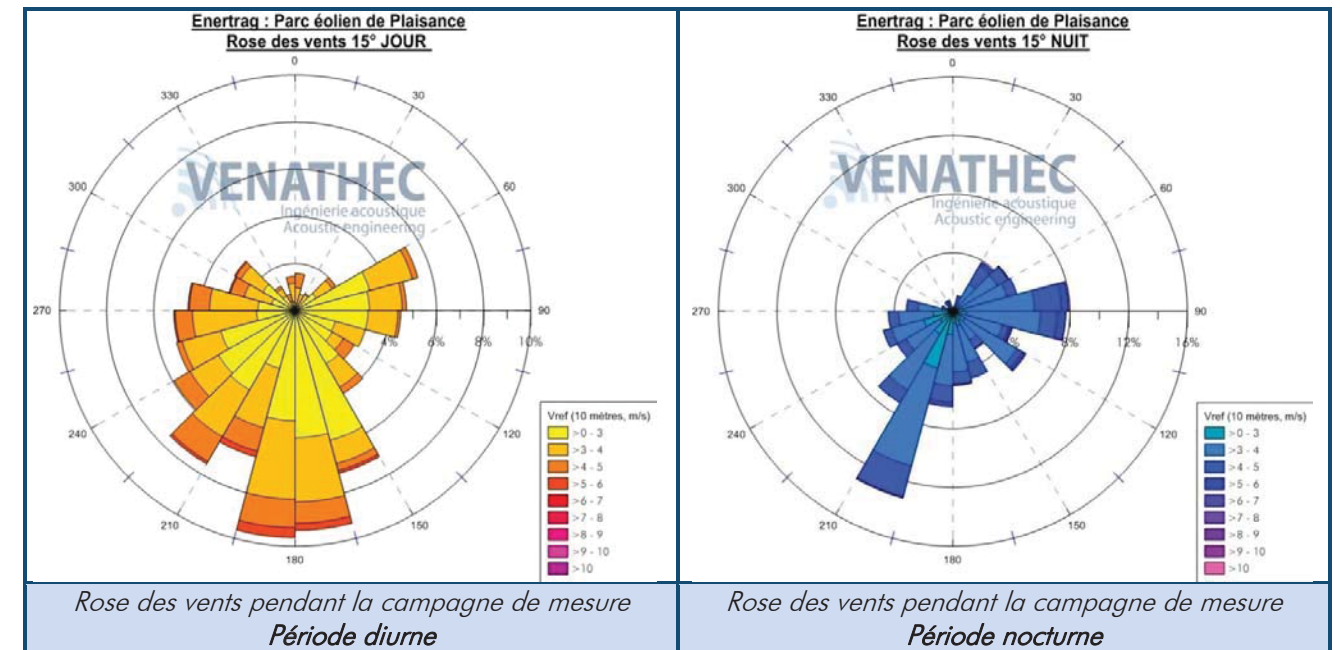 Enertrag : Parc éolien de Plaisance
Rose des vents 15° JOUR
0
330
30
VENATHEC
Ingénierie acoustique
Acoustic engineering
300
60
270
90
4%
6%
8%
10%
240
120
210
150
180
Vref (10 mètres, m/s)
>0 - 3
>3 - 4
>4 - 5
>5 - 6
>6 - 7
>7 - 8
>8 - 9
>9 - 10
>10
Rose des vents pendant la campagne de mesure
Période diurne
Enertrag : Parc éolien de Plaisance
Rose des vents 15° NUIT
0
330
30
VENATHEC
Ingénierie acoustique
Acoustic engineering
300
60
270
90
8%
12%
16%
240
120
210
150
180
Vref (10 mètres, m/s)
>0 - 3
>3 - 4
>4 - 5
>5 - 6
>6 - 7
>7 - 8
>8 - 9
>9 - 10
>10
Rose des vents pendant la campagne de mesure
Période nocturne